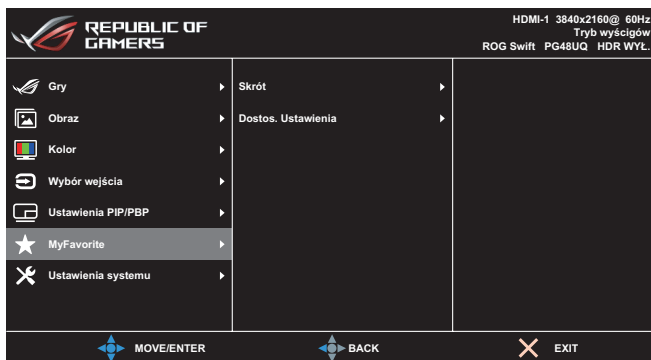 REPUBLIC OF
GAMERS
HDMI-1 3840x2160@ 60Hz
Tryb wyścigów
ROG Swift PG48UQ HDR WYŁ.
Gry
Obraz
Kolor
Wybór wejścia
Ustawienia PIP/PBP
MyFavorite
Ustawienia systemu
Skrót
Dostos. Ustawienia
MOVE/ENTER
BACK
EXIT